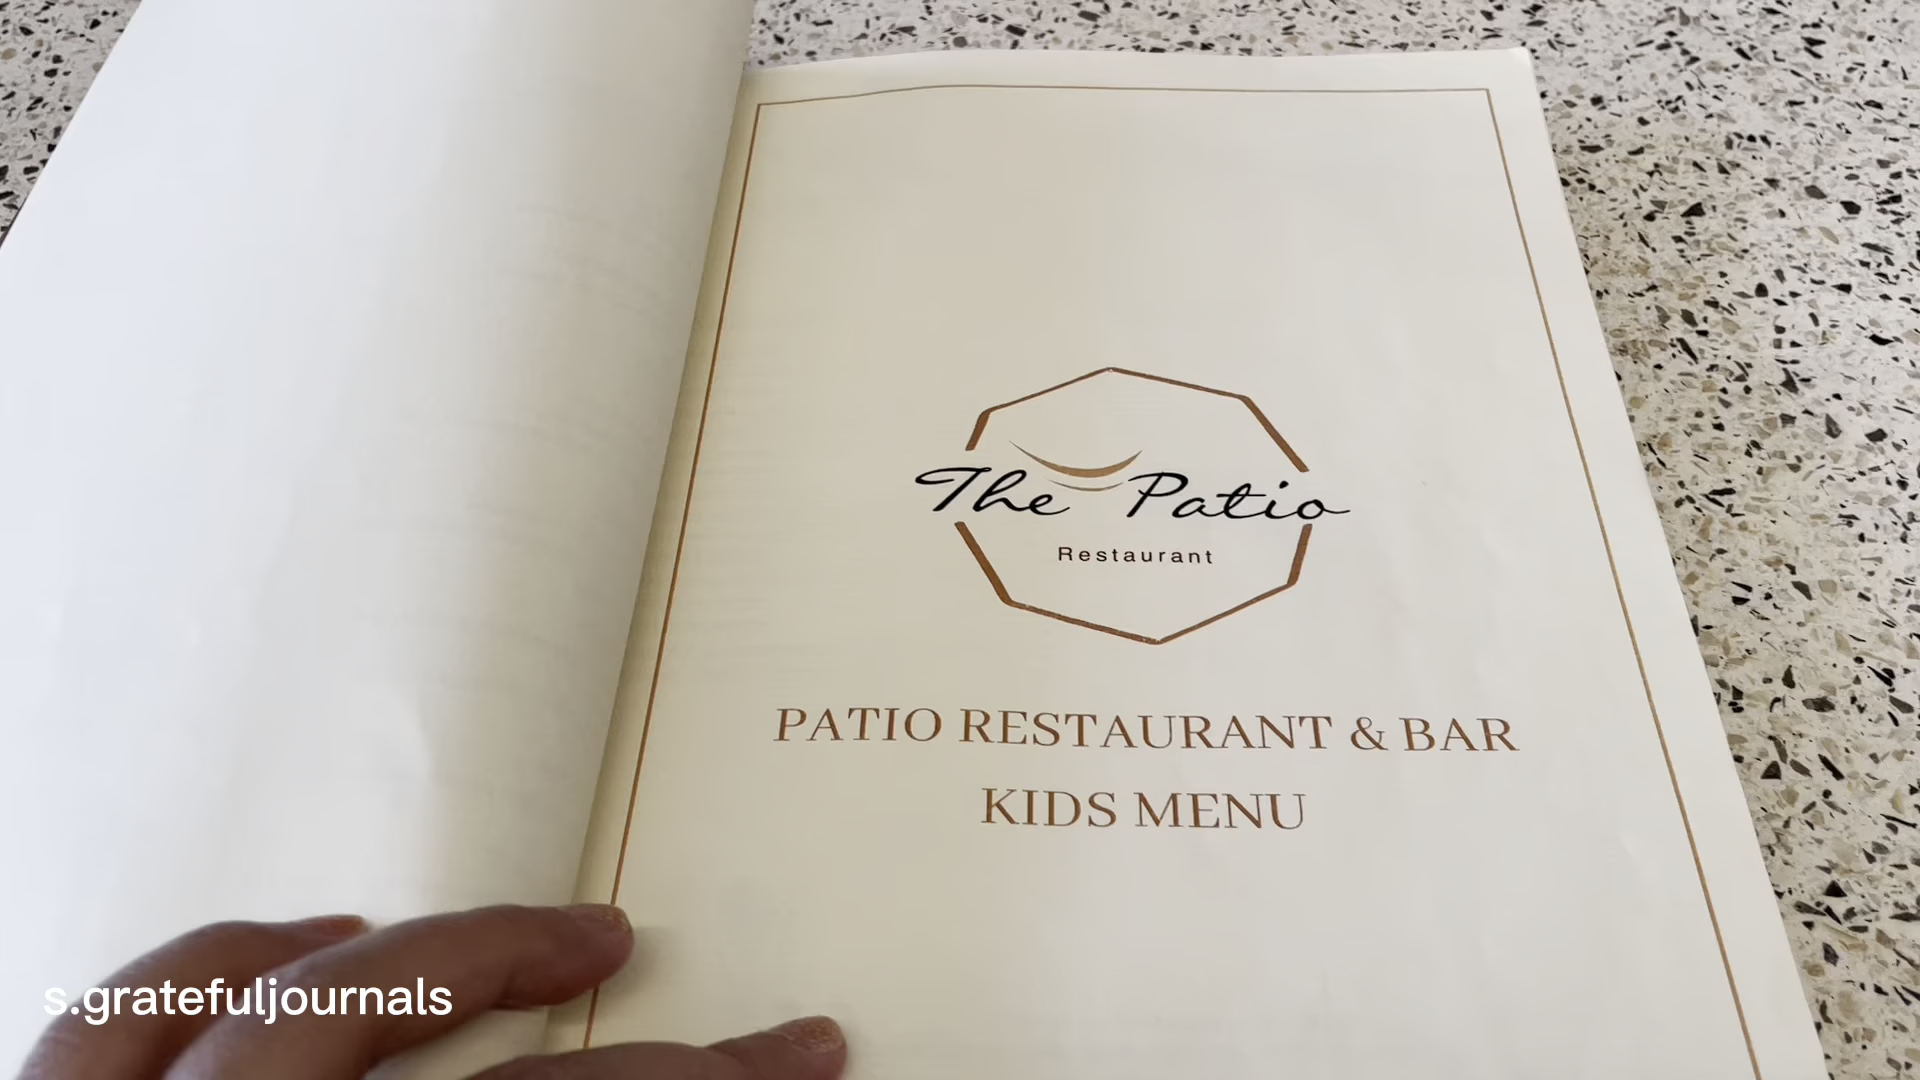 The Patio
Restaurant
PATIO RESTAURANT & BAR
KIDS MENU
s.gratefuljournals